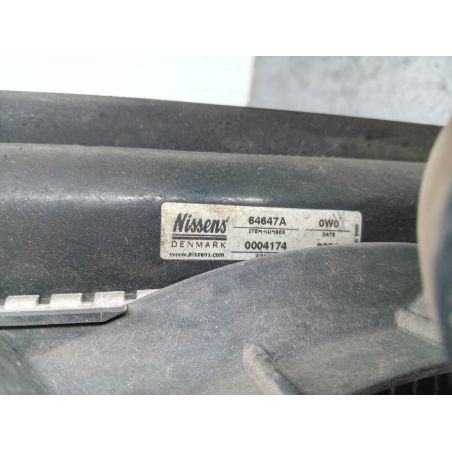 Nissens® 64647A 0W0
ITEM-NUMBER DATE
DENMARK 0004174
www.nissens.com